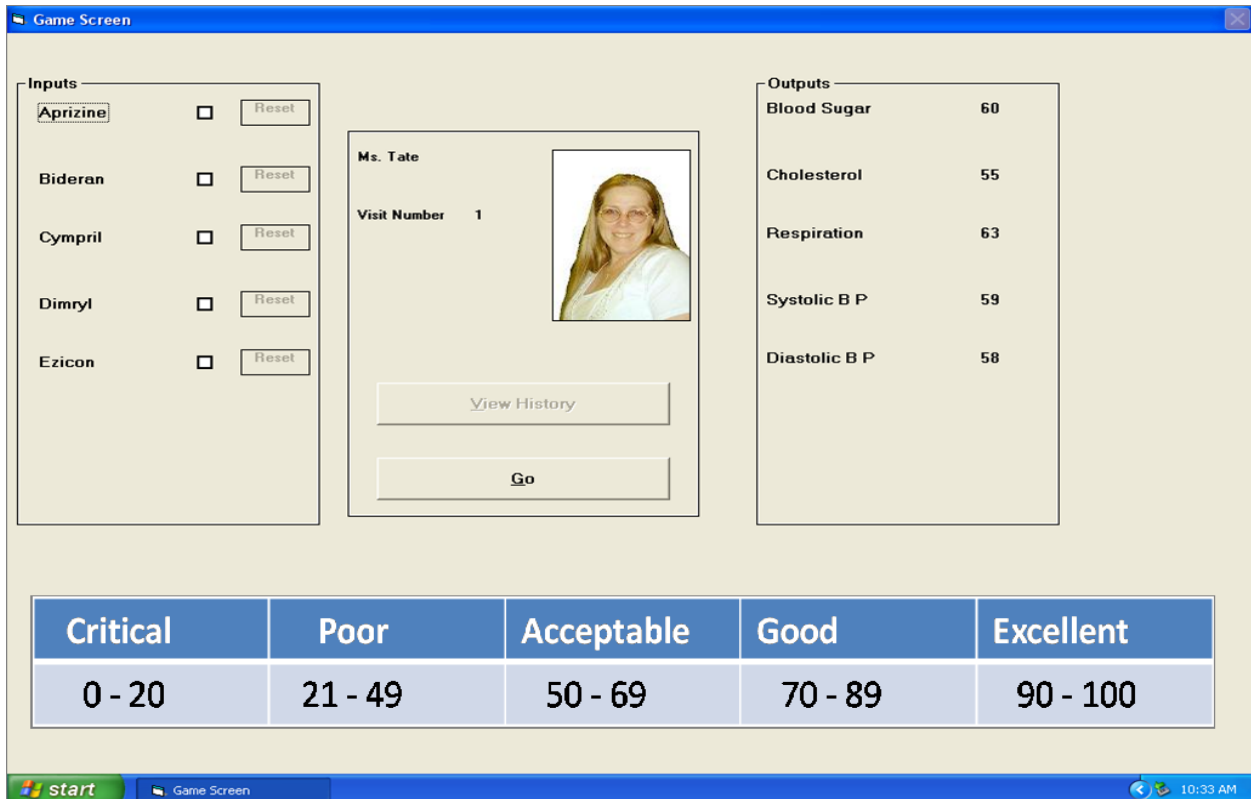 Game Screen
Inputs
Aprizine Reset
Bideran Reset
Cympril Reset
Dimryl Reset
Ezicon Reset
Ms. Tate
Visit Number 1
View History
Go
Outputs
Blood Sugar 60
Cholesterol 55
Respiration 63
Systolic B P 59
Diastolic B P 58
Critical Poor Acceptable Good Excellent
0 - 20 21 - 49 50 - 69 70 - 89 90 - 100
start Game Screen 10:33 AM